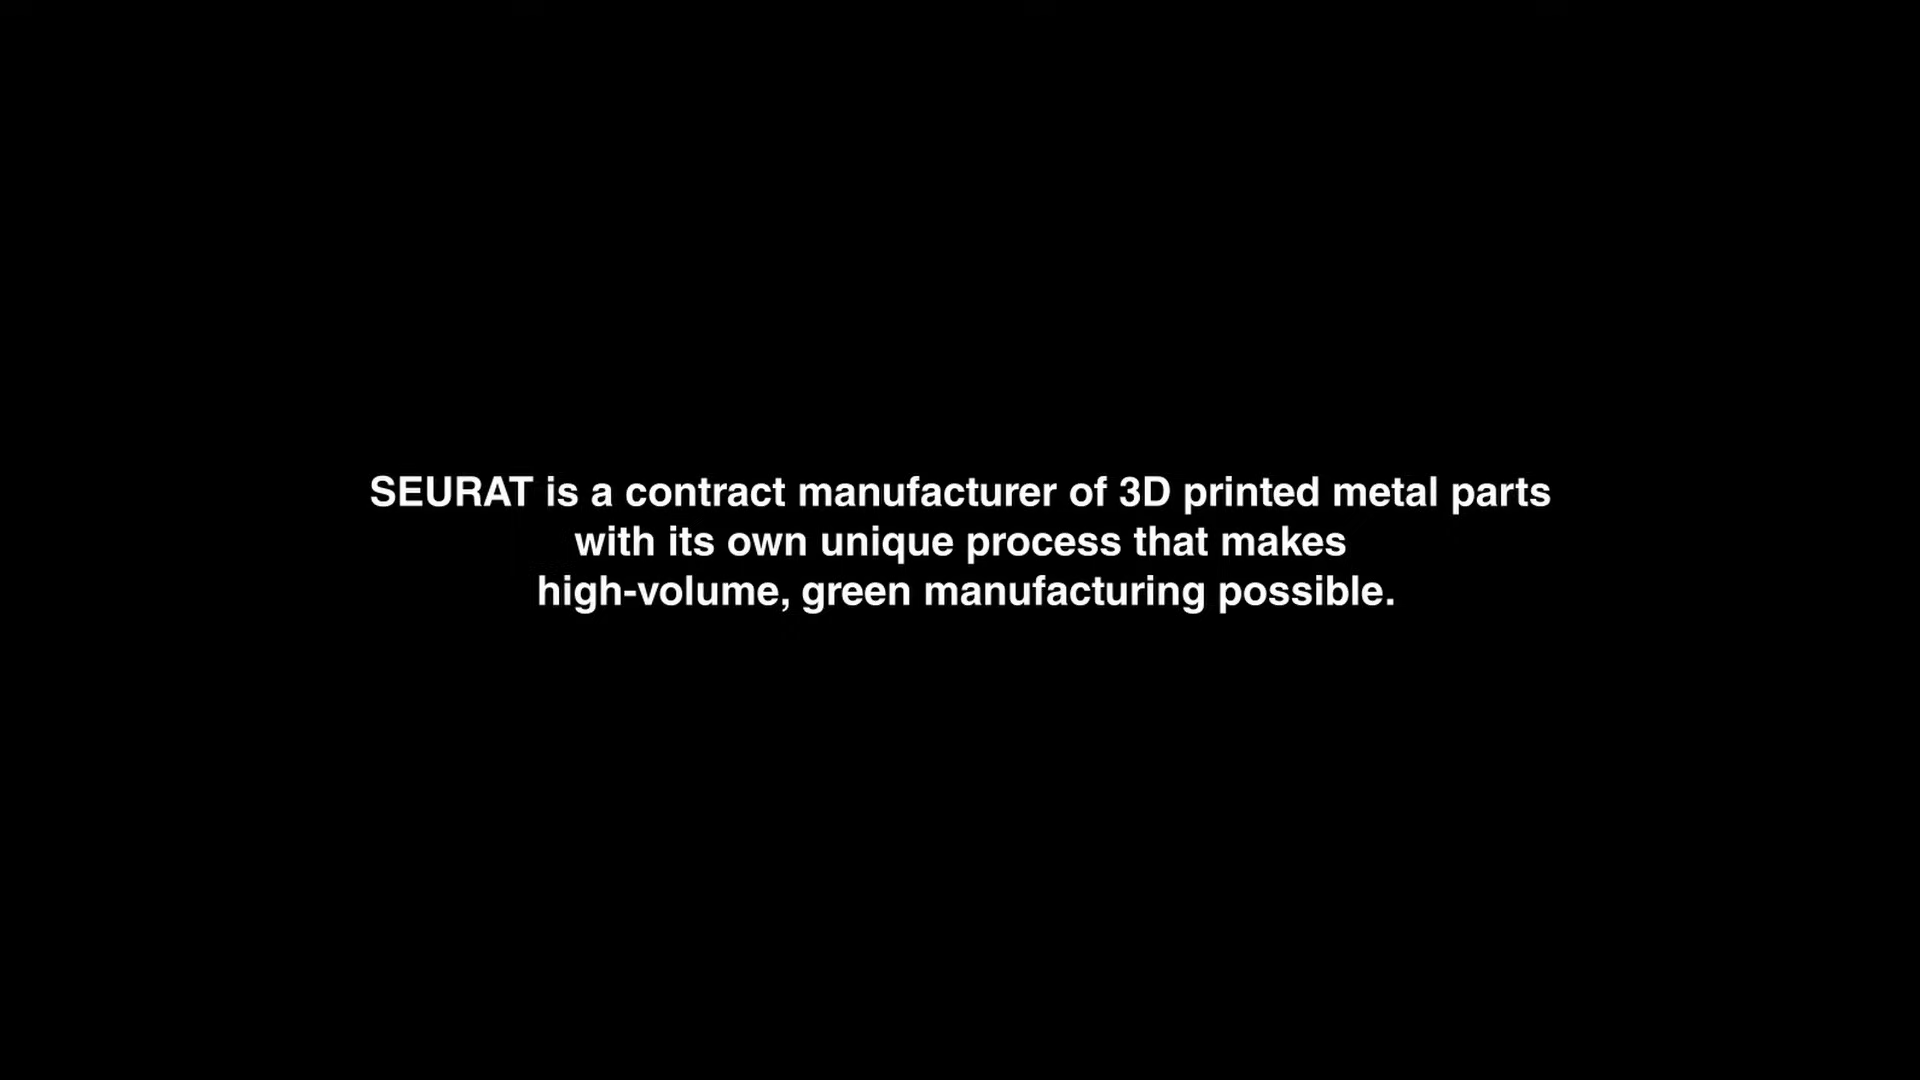 SEURAT is a contract manufacturer of 3D printed metal parts
with its own unique process that makes
high-volume, green manufacturing possible.